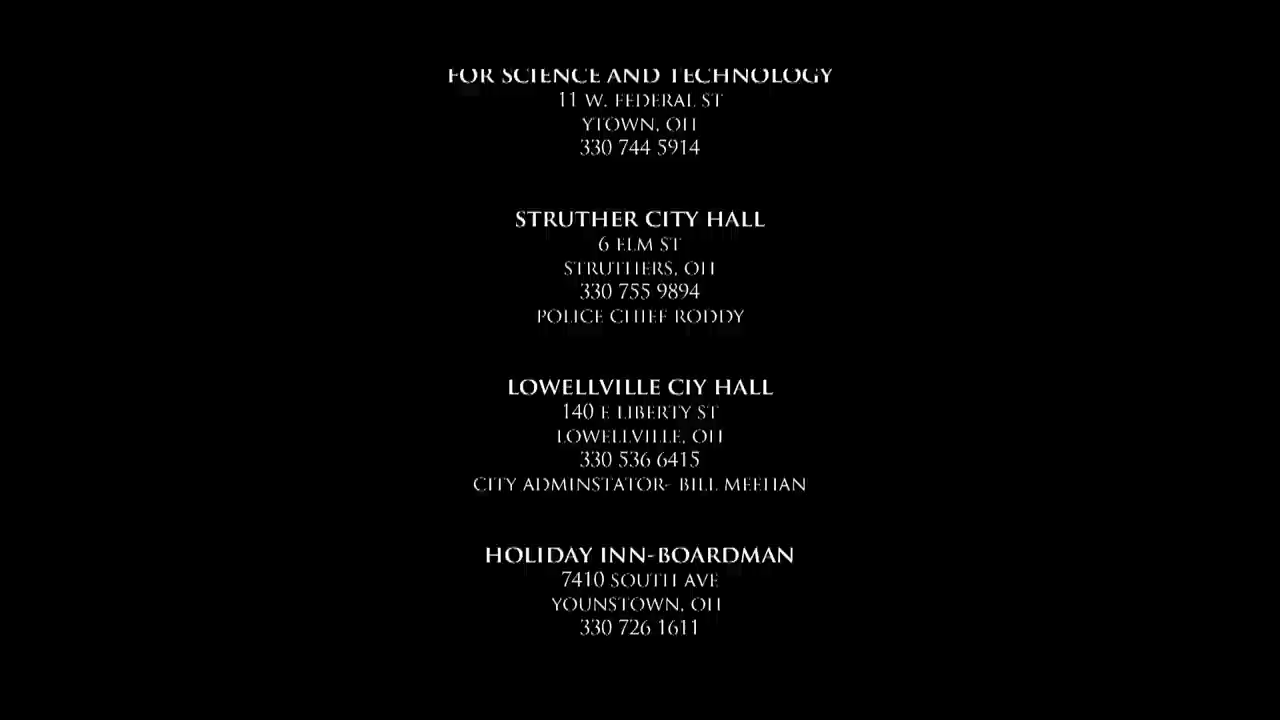 FOR SCIENCE AND TECHNOLOGY
11 W. FEDERAL ST
YTOWN, OH
330 744 5914
STRUTHER CITY HALL
6 ELM ST
STRUTHERS, OH
330 755 9894
POLICE CHIEF RODDY
LOWELLVILLE CIY HALL
140 E LIBERTY ST
LOWELLVILLE, OH
330 536 6415
CITY ADMINSTATOR- BILL MEEHAN
HOLIDAY INN-BOARDMAN
7410 SOUTH AVE
YOUNSTOWN, OH
330 726 1611